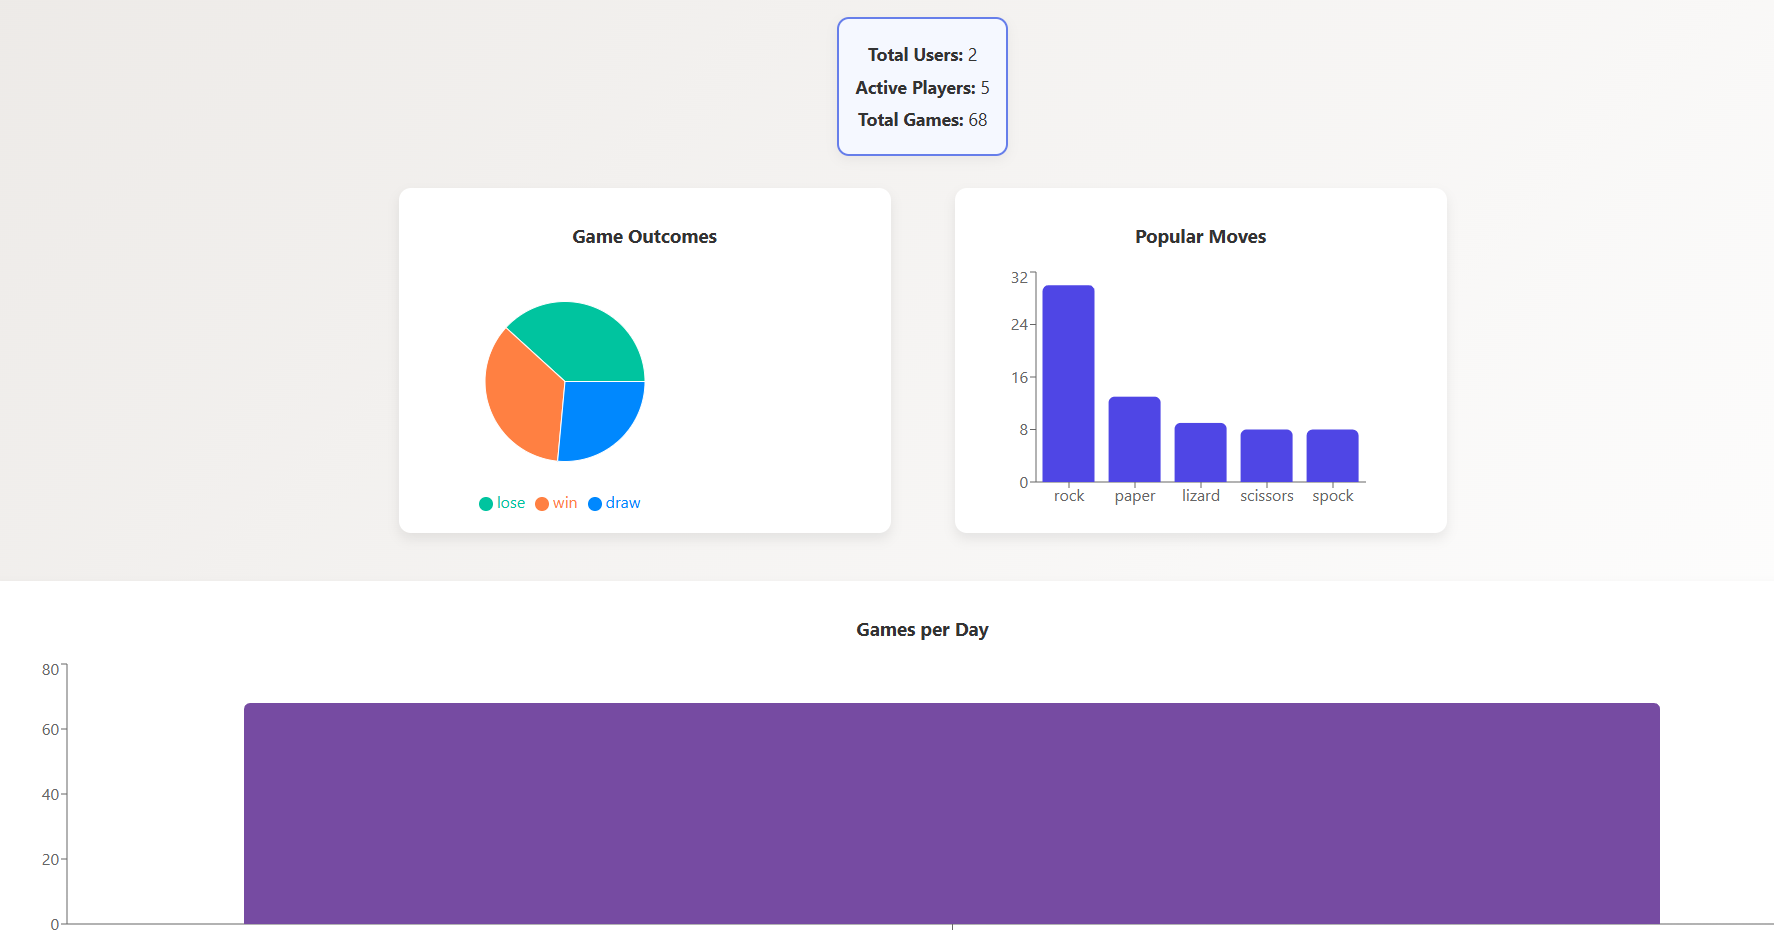 Total Users: 2
Active Players: 5
Total Games: 68
Game Outcomes
lose win draw
Popular Moves
32
24
16
8
0
rock paper lizard scissors spock
Games per Day
80
60
40
20
0